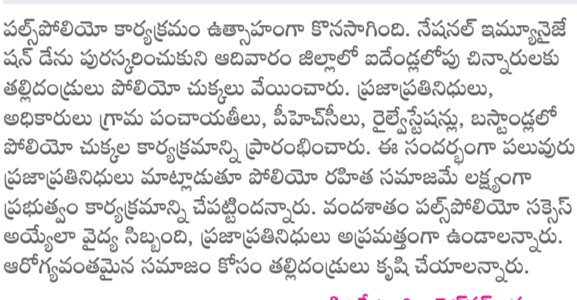 పల్స్‌పోలియో కార్యక్రమం ఉత్సాహంగా కొనసాగింది. నేషనల్ ఇమ్యూనైజే
షన్ డేను పురస్కరించుకుని ఆదివారం జిల్లాలో ఐదేండ్లలోపు చిన్నారులకు
తల్లిదండ్రులు పోలియో చుక్కలు వేయించారు. ప్రజాప్రతినిధులు,
అధికారులు గ్రామ పంచాయతీలు, పీహెచ్‌సీలు, రైల్వేస్టేషన్లు, బస్టాండ్లలో
పోలియో చుక్కల కార్యక్రమాన్ని ప్రారంభించారు. ఈ సందర్భంగా పలువురు
ప్రజాప్రతినిధులు మాట్లాడుతూ పోలియో రహిత సమాజమే లక్ష్యంగా
ప్రభుత్వం కార్యక్రమాన్ని చేపట్టిందన్నారు. వందశాతం పల్స్‌పోలియో సక్సెస్
అయ్యేలా వైద్య సిబ్బంది, ప్రజాప్రతినిధులు అప్రమత్తంగా ఉండాలన్నారు.
ఆరోగ్యవంతమైన సమాజం కోసం తల్లిదండ్రులు కృషి చేయాలన్నారు.